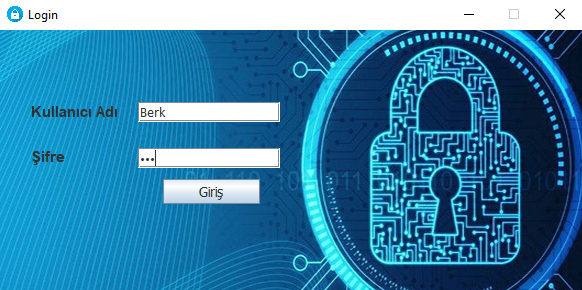 Login
Kullanıcı Adı
Berk
Şifre
•••
Giriş